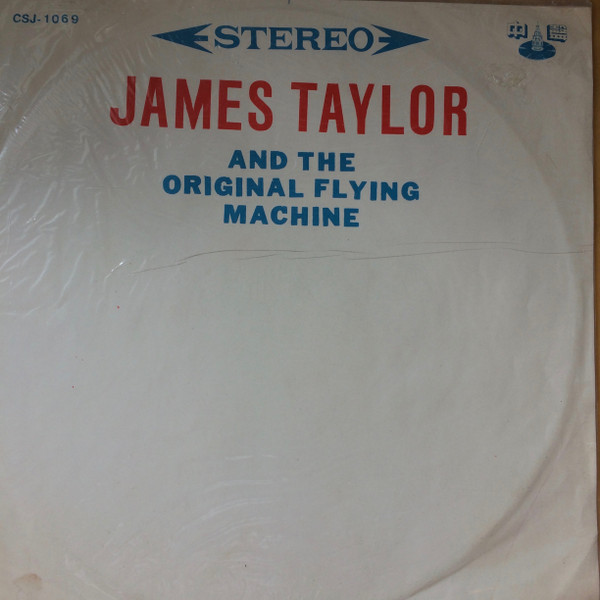 CSJ-1069
STEREO
JAMES TAYLOR
AND THE
ORIGINAL FLYING
MACHINE